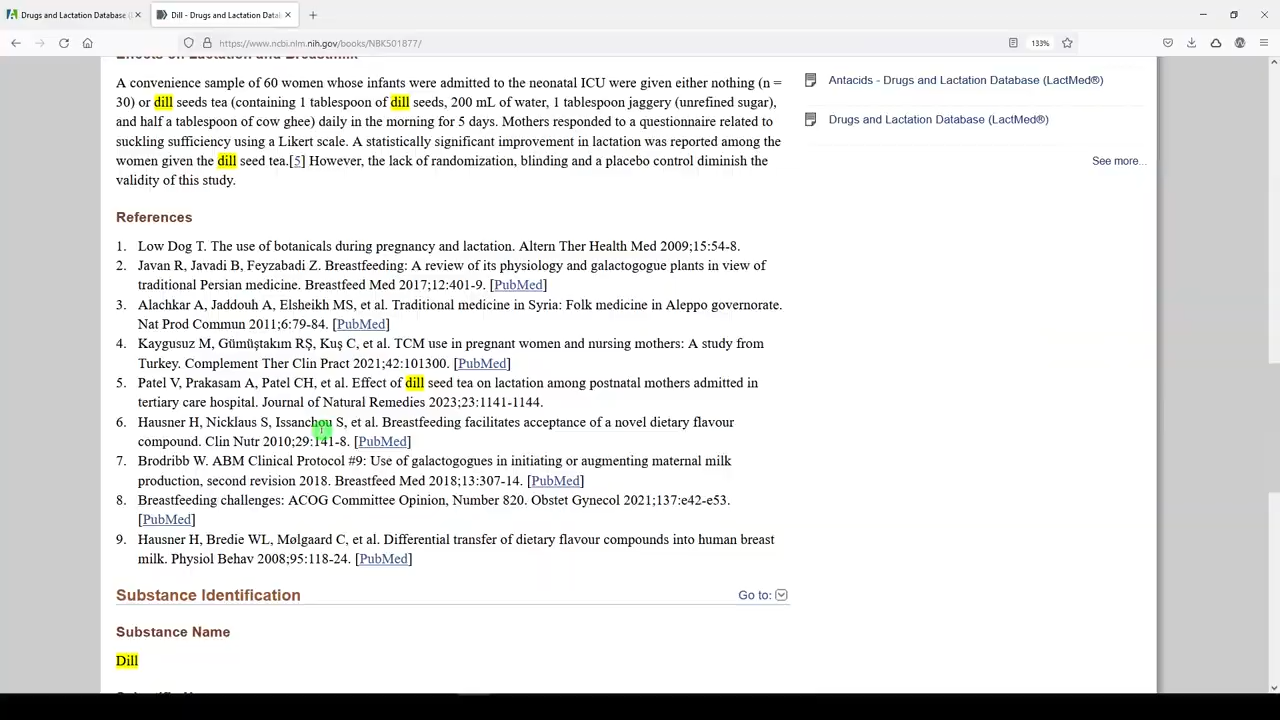 Drugs and Lactation Database (
Dill - Drugs and Lactation Data
https://www.ncbi.nlm.nih.gov/books/NBK501877/
133%
Effects on Lactation and Breastmilk
A convenience sample of 60 women whose infants were admitted to the neonatal ICU were given either nothing (n =
30) or dill seeds tea (containing 1 tablespoon of dill seeds, 200 mL of water, 1 tablespoon jaggery (unrefined sugar),
and half a tablespoon of cow ghee) daily in the morning for 5 days. Mothers responded to a questionnaire related to
suckling sufficiency using a Likert scale. A statistically significant improvement in lactation was reported among the
women given the dill seed tea.[5] However, the lack of randomization, blinding and a placebo control diminish the
validity of this study.
Antacids - Drugs and Lactation Database (LactMed®)
Drugs and Lactation Database (LactMed®)
See more...
References
1. Low Dog T. The use of botanicals during pregnancy and lactation. Altern Ther Health Med 2009;15:54-8.
2. Javan R, Javadi B, Feyzabadi Z. Breastfeeding: A review of its physiology and galactogogue plants in view of
traditional Persian medicine. Breastfeed Med 2017;12:401-9. [PubMed]
3. Alachkar A, Jaddouh A, Elsheikh MS, et al. Traditional medicine in Syria: Folk medicine in Aleppo governorate.
Nat Prod Commun 2011;6:79-84. [PubMed]
4. Kaygusuz M, Gümüştakım RŞ, Kuş C, et al. TCM use in pregnant women and nursing mothers: A study from
Turkey. Complement Ther Clin Pract 2021;42:101300. [PubMed]
5. Patel V, Prakasam A, Patel CH, et al. Effect of dill seed tea on lactation among postnatal mothers admitted in
tertiary care hospital. Journal of Natural Remedies 2023;23:1141-1144.
6. Hausner H, Nicklaus S, Issanchou S, et al. Breastfeeding facilitates acceptance of a novel dietary flavour
compound. Clin Nutr 2010;29:141-8. [PubMed]
7. Brodribb W. ABM Clinical Protocol #9: Use of galactogogues in initiating or augmenting maternal milk
production, second revision 2018. Breastfeed Med 2018;13:307-14. [PubMed]
8. Breastfeeding challenges: ACOG Committee Opinion, Number 820. Obstet Gynecol 2021;137:e42-e53.
[PubMed]
9. Hausner H, Bredie WL, Mølgaard C, et al. Differential transfer of dietary flavour compounds into human breast
milk. Physiol Behav 2008;95:118-24. [PubMed]
Substance Identification
Go to:
Substance Name
Dill